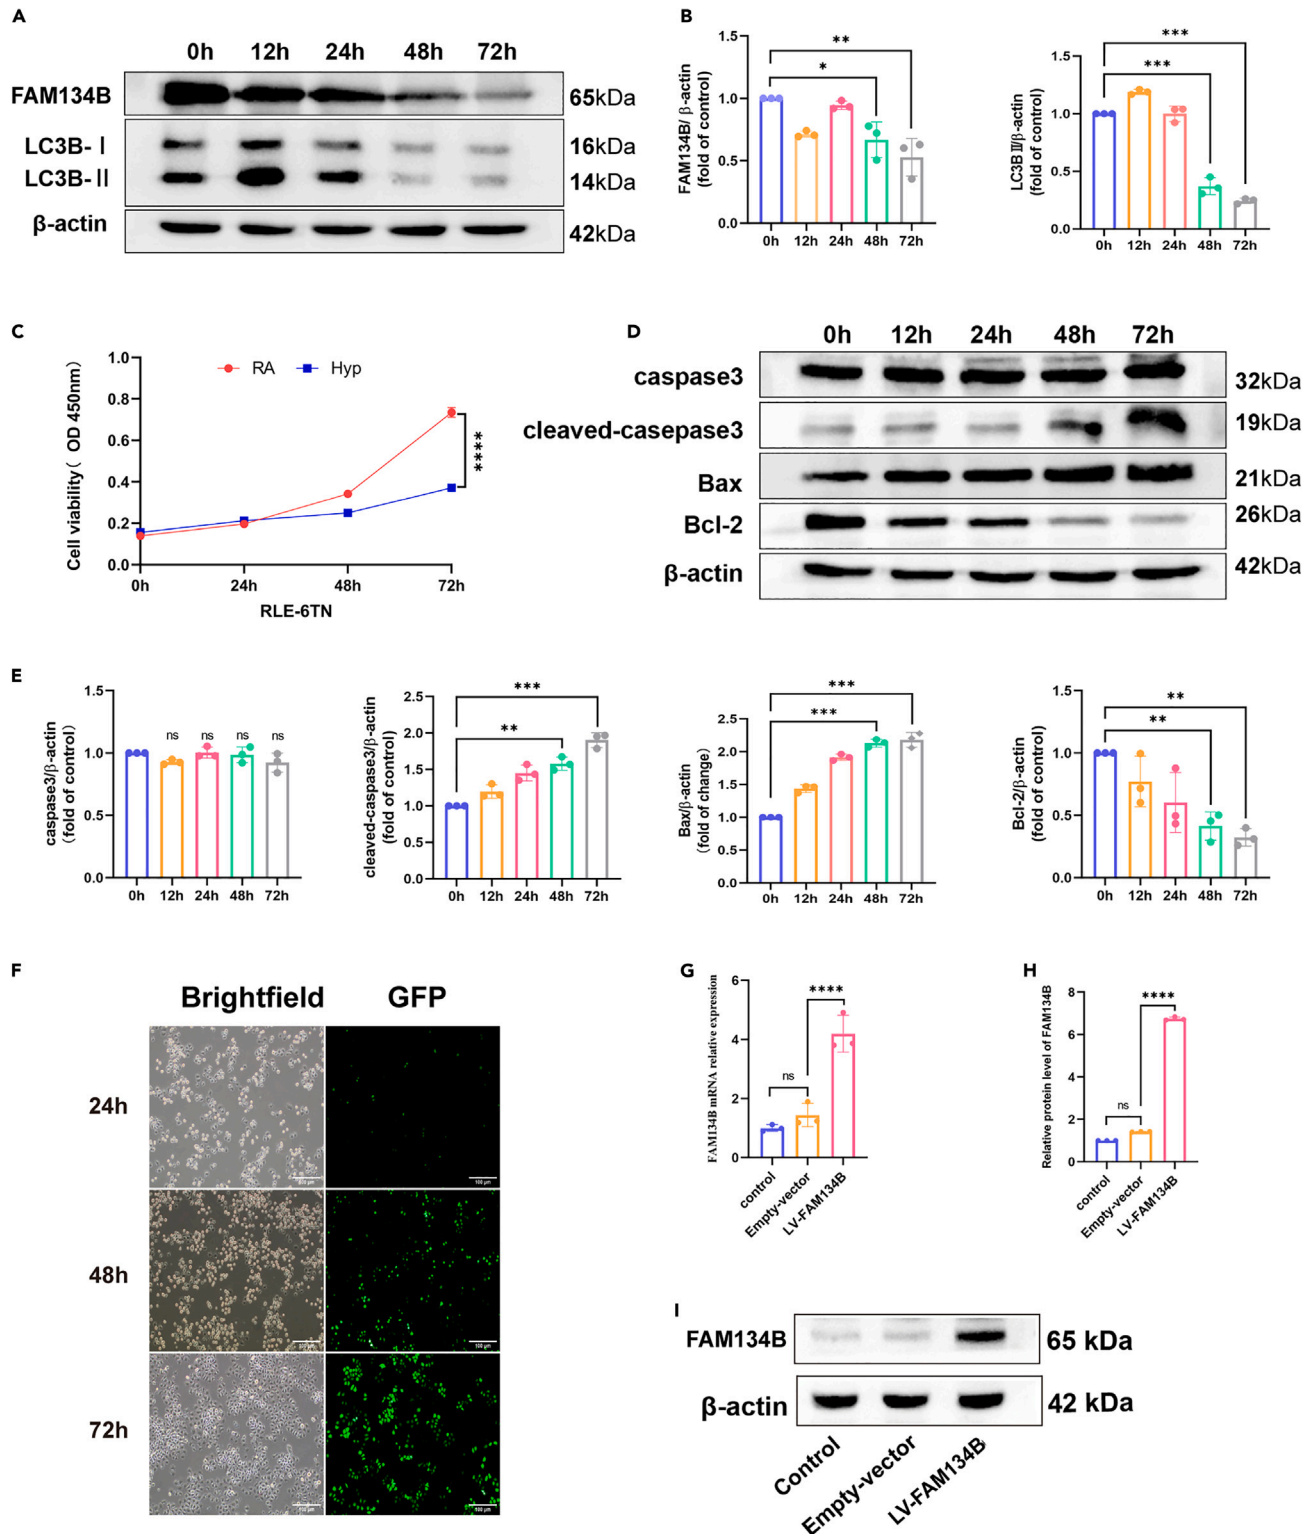 A
0h 12h 24h 48h 72h
FAM134B
65kDa
LC3B-Ⅰ
16kDa
LC3B-Ⅱ
14kDa
β-actin
42kDa
B
FAM134B/ β-actin
(fold of control)
1.5
1.0
0.5
0.0
**
*
0h 12h 24h 48h 72h
LC3BⅡ/β-actin
(fold of control)
1.5
1.0
0.5
0.0
***
***
0h 12h 24h 48h 72h
C
Cell viability( OD 450nm)
1.0
0.8
0.6
0.4
0.2
0.0
RA Hyp
****
0h 24h 48h 72h
RLE-6TN
D
0h 12h 24h 48h 72h
caspase3
32kDa
cleaved-casepase3
19kDa
Bax
21kDa
Bcl-2
26kDa
β-actin
42kDa
E
caspase3/β-actin
(fold of control)
1.5
1.0
0.5
0.0
ns ns ns ns
0h 12h 24h 48h 72h
cleaved-caspase3/β-actin
(fold of control)
2.5
2.0
1.5
1.0
0.5
0.0
***
**
0h 12h 24h 48h 72h
Bax/β-actin
(fold of change)
2.5
2.0
1.5
1.0
0.5
0.0
***
***
0h 12h 24h 48h 72h
Bcl-2/β-actin
(fold of control)
1.5
1.0
0.5
0.0
**
**
0h 12h 24h 48h 72h
F
Brightfield GFP
24h
100 μm
48h
100 μm
72h
100 μm
G
FAM134B mRNA relative expression
6
4
2
0
ns
****
control
Empty-vector
LV-FAM134B
H
Relative protein level of FAM134B
10
8
6
4
2
0
ns
****
control
Empty-vector
LV-FAM134B
I
FAM134B
65 kDa
β-actin
42 kDa
Control
Empty-vector
LV-FAM134B